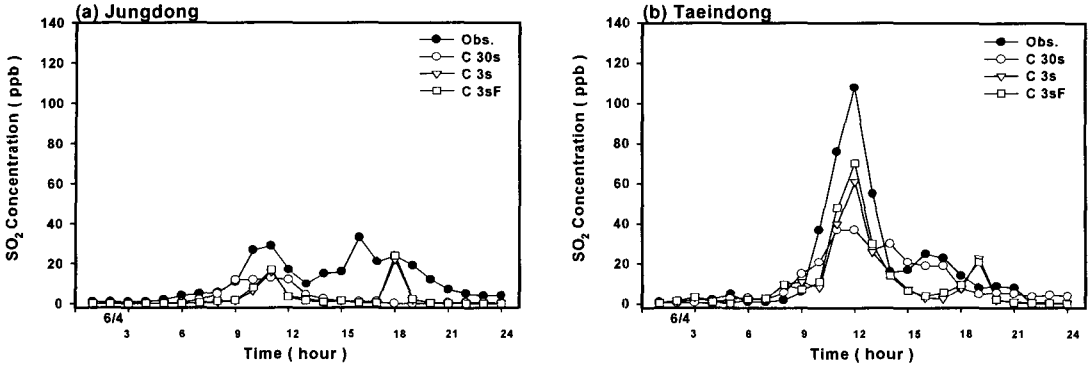 (a) Jungdong
SO2 Concentration ( ppb )
140
120
100
80
60
40
20
0
Obs.
C 30s
C 3s
C 3sF
6/4
3
6
9
12
15
18
21
24
Time ( hour )
(b) Taeindong
SO2 Concentration ( ppb )
140
120
100
80
60
40
20
0
Obs.
C 30s
C 3s
C 3sF
6/4
3
6
9
12
15
18
21
24
Time ( hour )